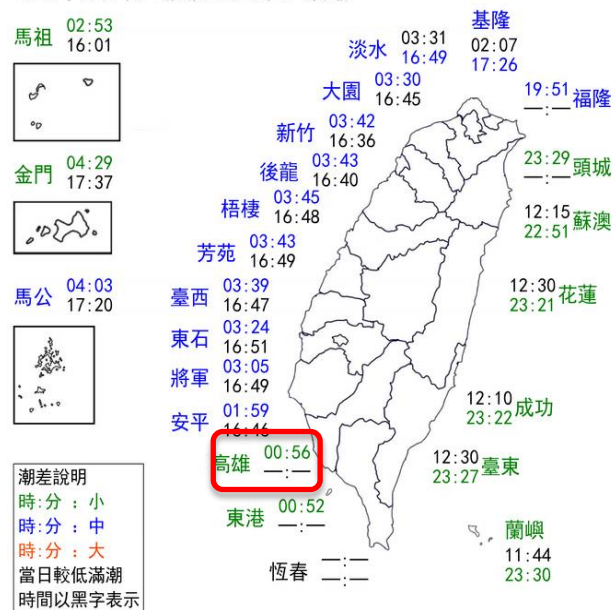 馬祖 02:53
16:01
金門 04:29
17:37
馬公 04:03
17:20
基隆
02:07
17:26
淡水 03:31
16:49
大園 03:30
16:45
新竹 03:42
16:36
後龍 03:43
16:40
梧棲 03:45
16:48
芳苑 03:43
16:49
臺西 03:39
16:47
東石 03:24
16:51
將軍 03:05
16:49
安平 01:59
16:46
高雄 00:56
—:—
東港 00:52
—:—
恆春 —:—
—:—
19:51 福隆
—:—
23:29 頭城
—:—
12:15 蘇澳
22:51
12:30 花蓮
23:21
12:10 成功
23:22
12:30 臺東
23:27
蘭嶼
11:44
23:30
潮差說明
時:分 : 小
時:分 : 中
時:分 : 大
當日較低滿潮
時間以黑字表示